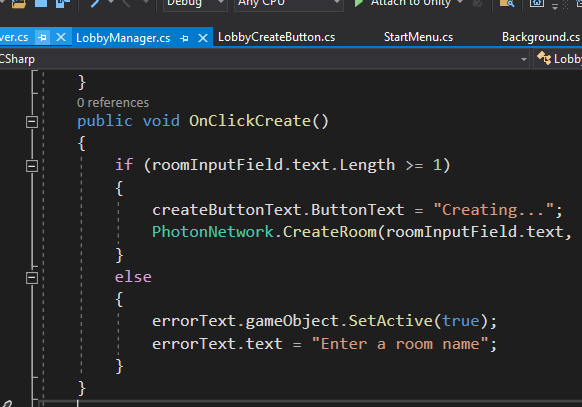 Debug Any CPU Attach to Unity
ver.cs LobbyManager.cs LobbyCreateButton.cs StartMenu.cs Background.cs
CSharp Lobby
}
0 references
public void OnClickCreate()
{
if (roomInputField.text.Length >= 1)
{
createButtonText.ButtonText = "Creating...";
PhotonNetwork.CreateRoom(roomInputField.text,
}
else
{
errorText.gameObject.SetActive(true);
errorText.text = "Enter a room name";
}
}